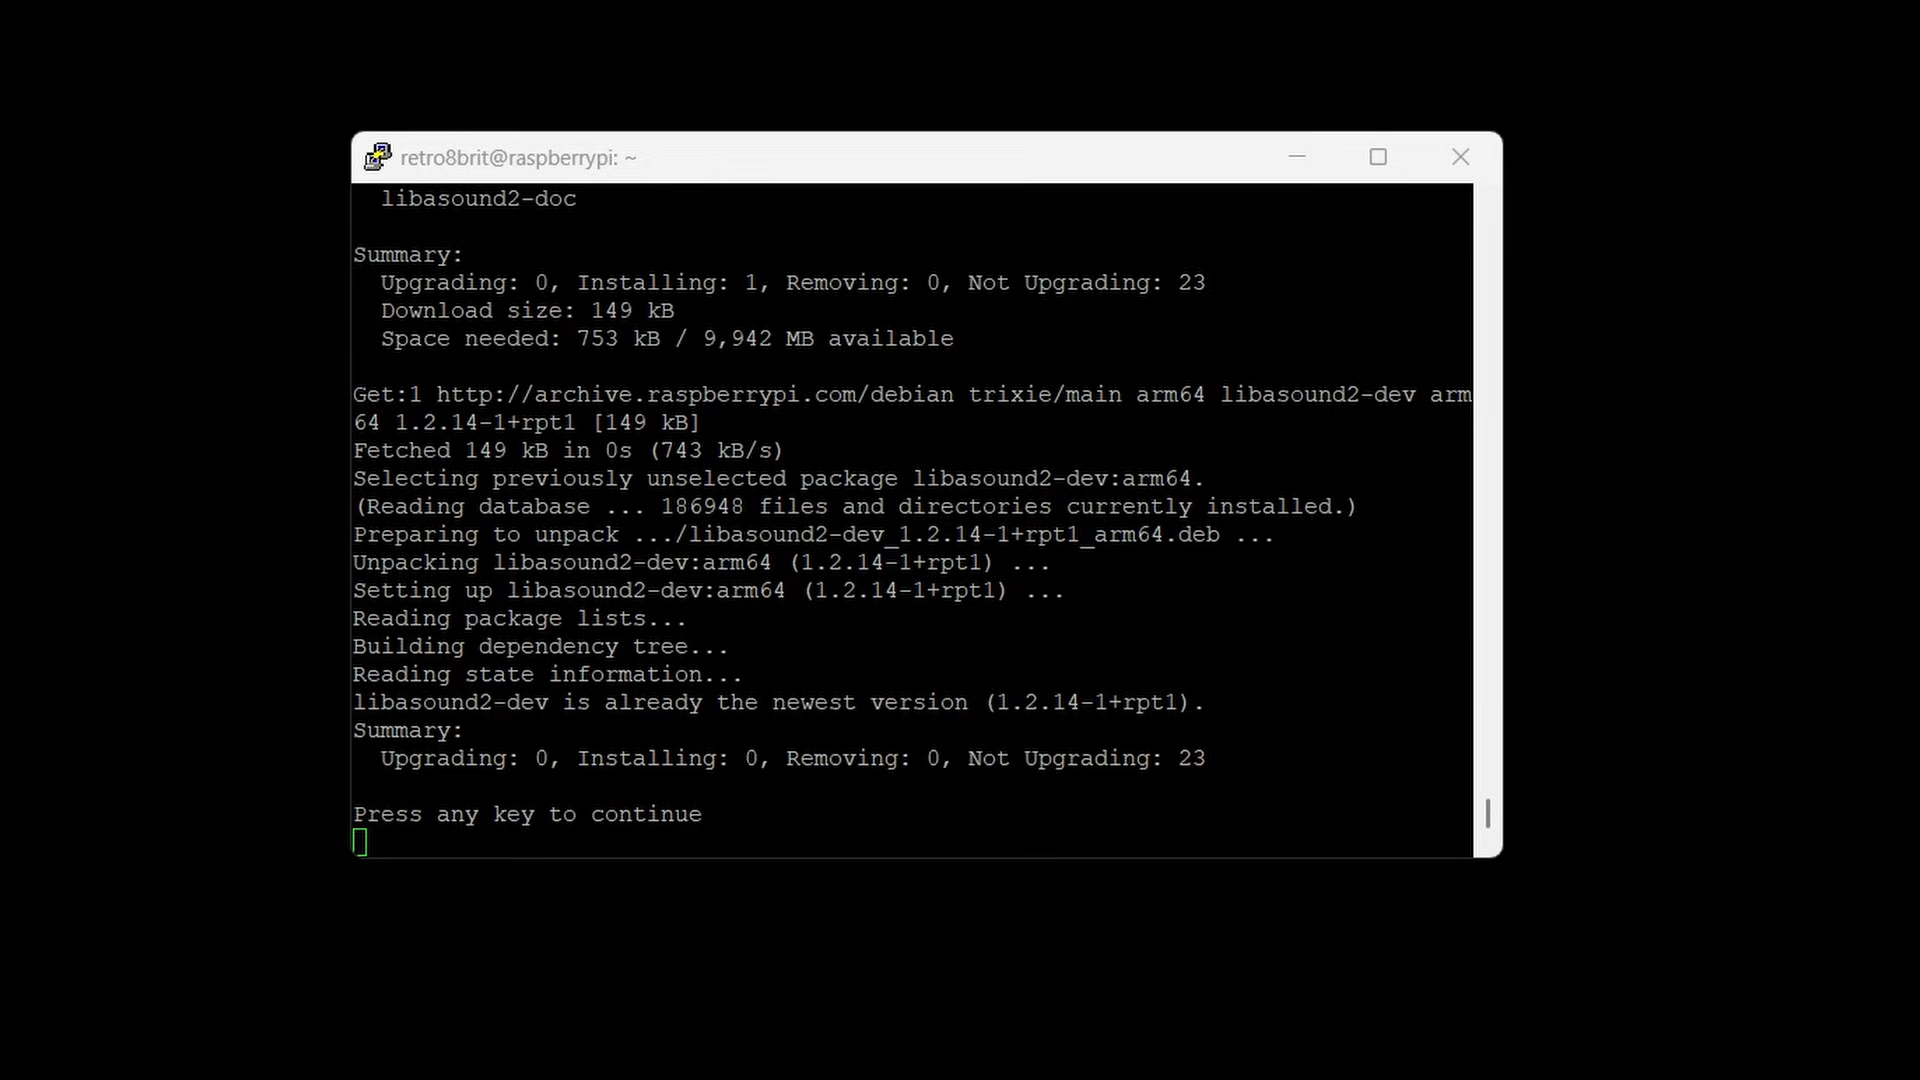 retro8brit@raspberrypi: ~
libasound2-doc
Summary:
Upgrading: 0, Installing: 1, Removing: 0, Not Upgrading: 23
Download size: 149 kB
Space needed: 753 kB / 9,942 MB available
Get:1 http://archive.raspberrypi.com/debian trixie/main arm64 libasound2-dev arm
64 1.2.14-1+rpt1 [149 kB]
Fetched 149 kB in 0s (743 kB/s)
Selecting previously unselected package libasound2-dev:arm64.
(Reading database ... 186948 files and directories currently installed.)
Preparing to unpack .../libasound2-dev_1.2.14-1+rpt1_arm64.deb ...
Unpacking libasound2-dev:arm64 (1.2.14-1+rpt1) ...
Setting up libasound2-dev:arm64 (1.2.14-1+rpt1) ...
Reading package lists...
Building dependency tree...
Reading state information...
libasound2-dev is already the newest version (1.2.14-1+rpt1).
Summary:
Upgrading: 0, Installing: 0, Removing: 0, Not Upgrading: 23
Press any key to continue